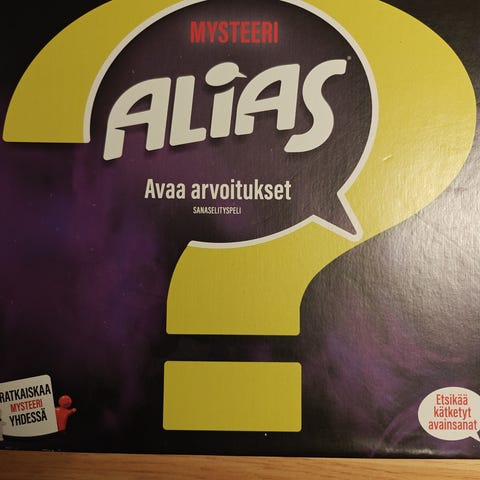 MYSTEERI
ALIAS
Avaa arvoitukset
SANASELITYSPELI
RATKAISKAA
MYSTEERI
YHDESSÄ
Etsikää
kätketyt
avainsanat